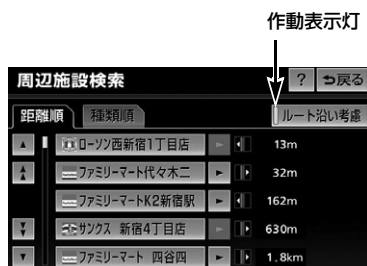 作動表示灯
周辺施設検索 ? 戻る
距離順 種類順 ルート沿い考慮
ローソン西新宿1丁目店 13m
ファミリーマート代々木二 32m
ファミリーマートK2新宿駅 162m
サンクス 新宿4丁目店 630m
ファミリーマート 四谷四 1.8km